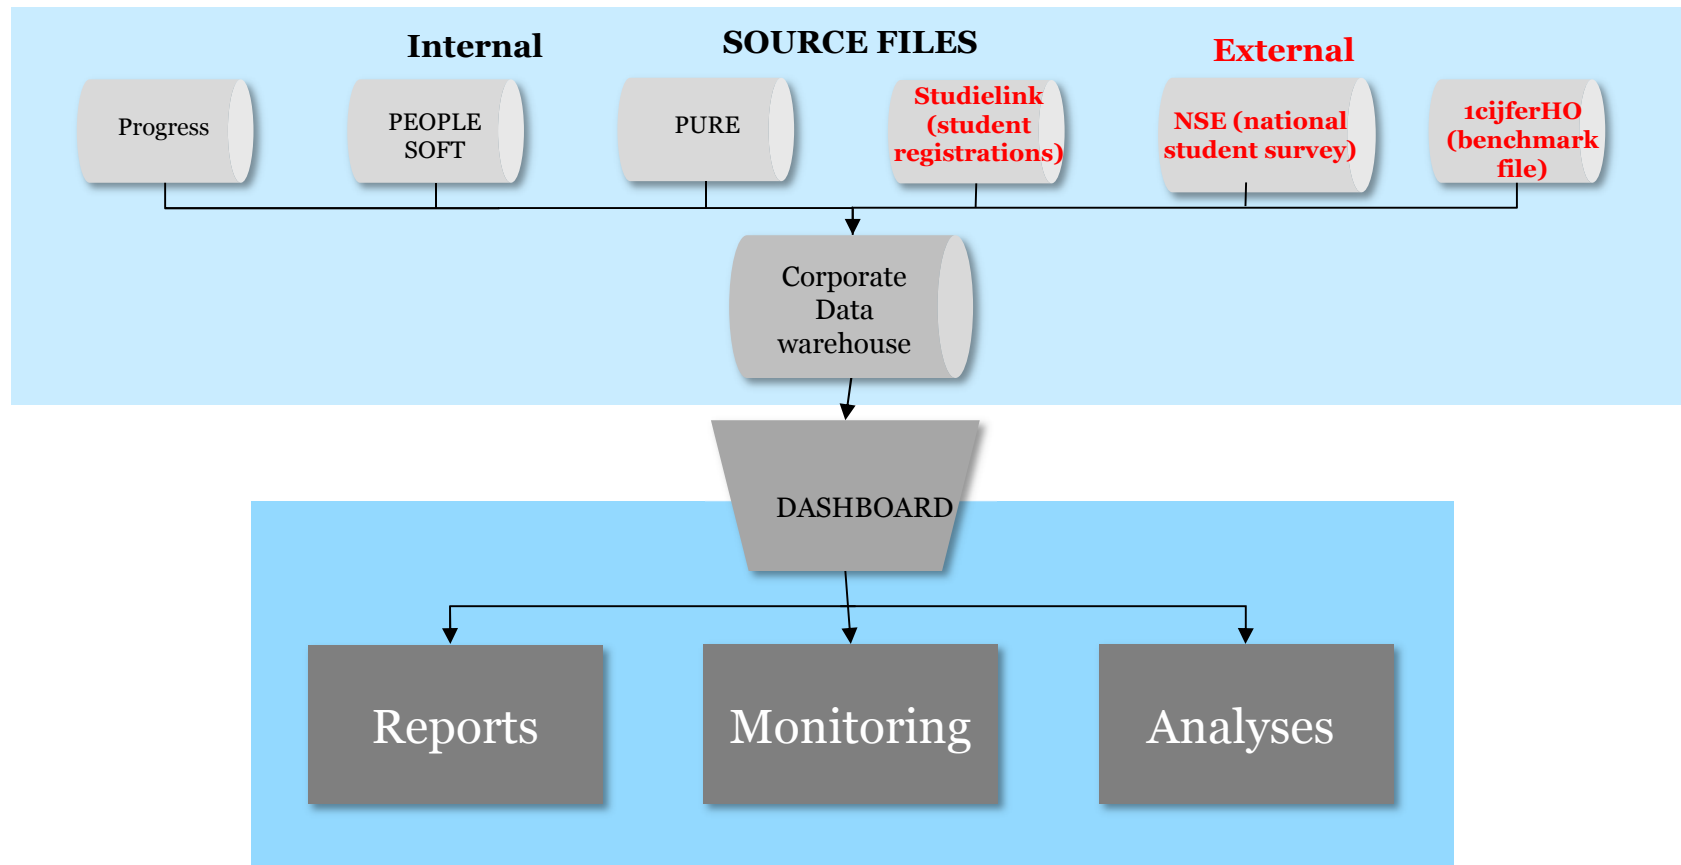 Internal
SOURCE FILES
External
Progress
PEOPLE
SOFT
PURE
Studielink
(student
registrations)
NSE (national
student survey)
1cijferHO
(benchmark
file)
Corporate
Data
warehouse
DASHBOARD
Reports
Monitoring
Analyses